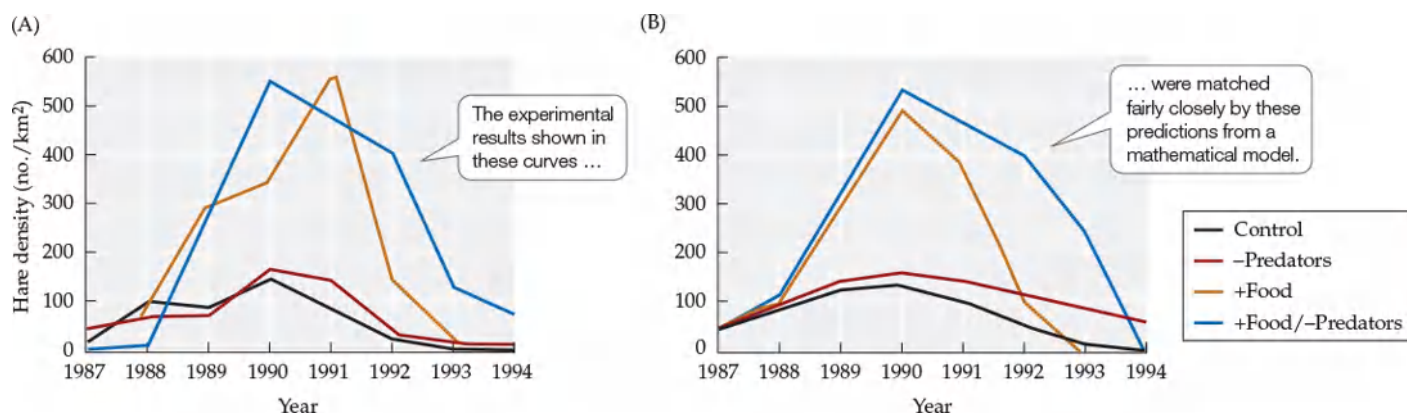 (A)
(B)
Hare density (no./km²)
600
500
400
300
200
100
0
1987 1988 1989 1990 1991 1992 1993 1994
Year
The experimental
results shown in
these curves ...
600
500
400
300
200
100
0
1987 1988 1989 1990 1991 1992 1993 1994
Year
... were matched
fairly closely by these
predictions from a
mathematical model.
Control
–Predators
+Food
+Food/–Predators